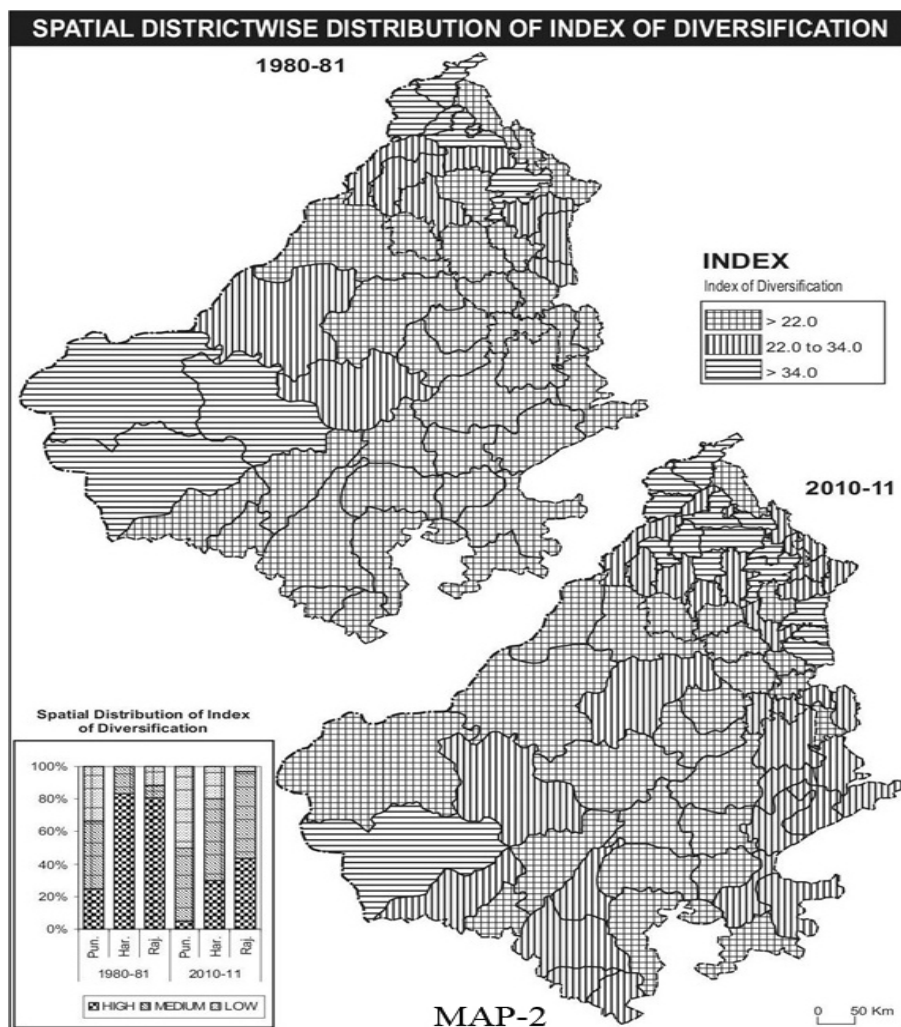 SPATIAL DISTRICTWISE DISTRIBUTION OF INDEX OF DIVERSIFICATION
1980-81
INDEX
Index of Diversification
> 22.0
22.0 to 34.0
> 34.0
2010-11
Spatial Distribution of Index
of Diversification
100%
80%
60%
40%
20%
0%
Pun.
Har.
Raj.
Pun.
Har.
Raj.
1980-81
2010-11
HIGH MEDIUM LOW
MAP-2
0 50 Km